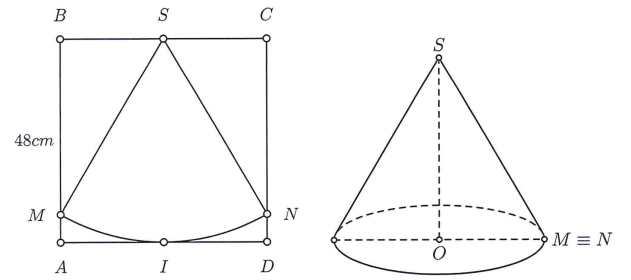 B S C
48cm
M N
A I D
S
O M ≡ N